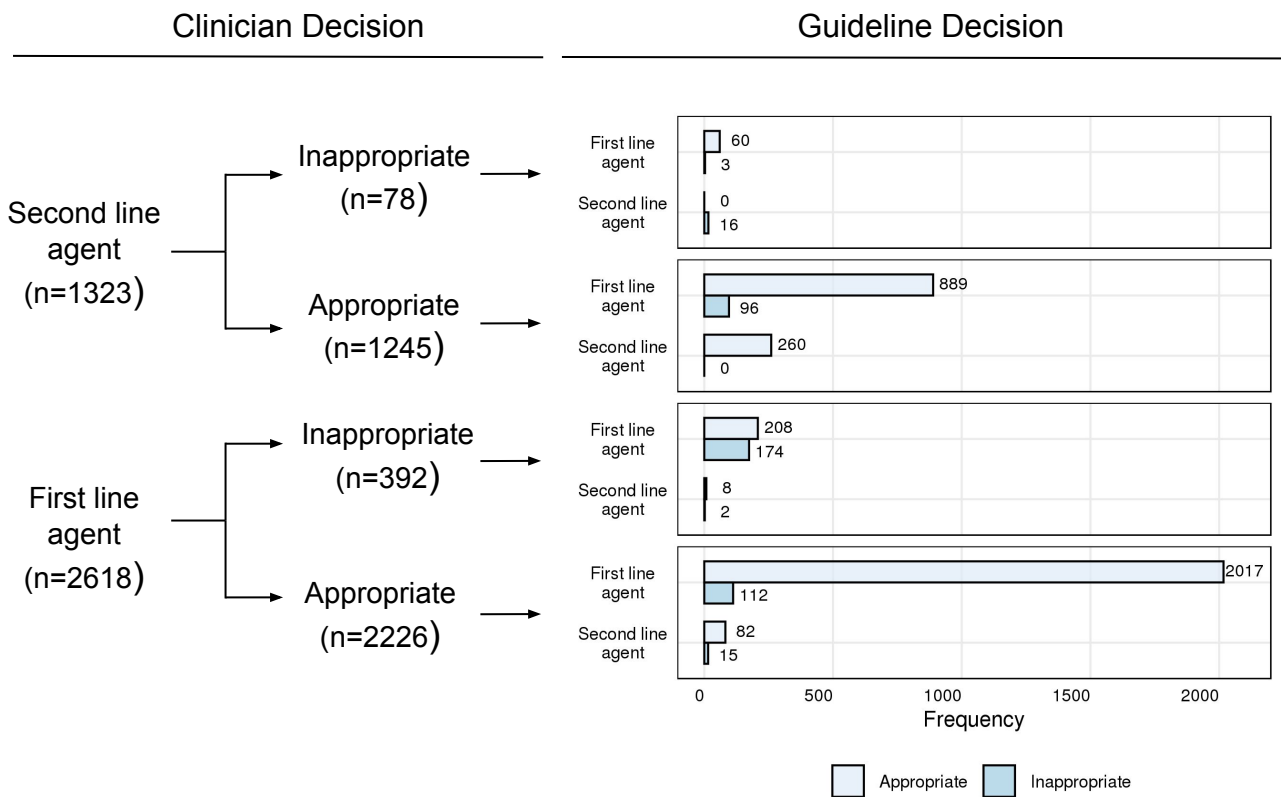 Clinician Decision
Guideline Decision
Second line
agent
(n=1323)
Inappropriate
(n=78)
Appropriate
(n=1245)
First line
agent
(n=2618)
Inappropriate
(n=392)
Appropriate
(n=2226)
First line
agent
60
3
Second line
agent
0
16
First line
agent
889
96
Second line
agent
260
0
First line
agent
208
174
Second line
agent
8
2
First line
agent
2017
112
Second line
agent
82
15
0 500 1000 1500 2000
Frequency
Appropriate Inappropriate